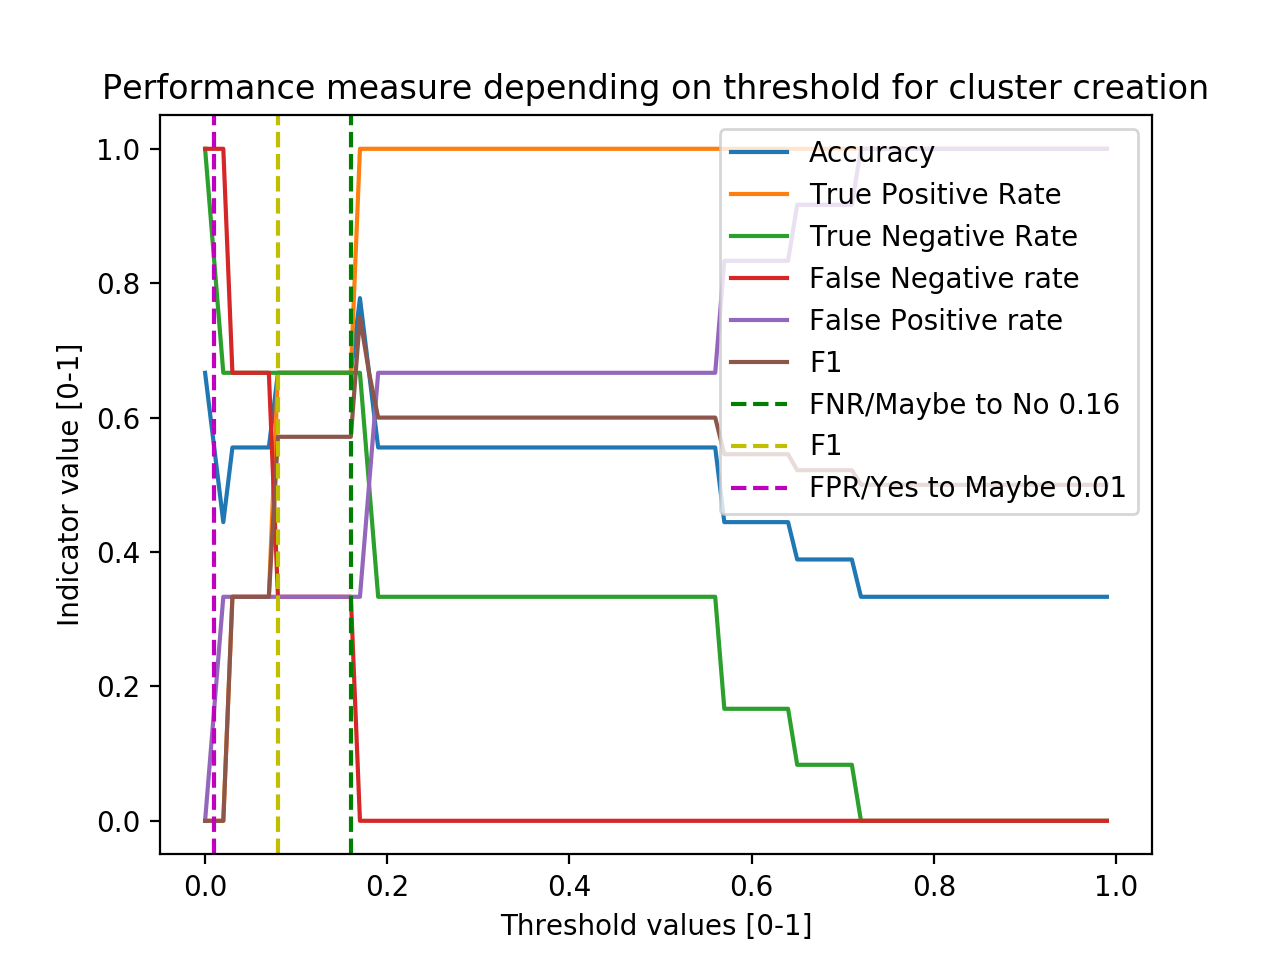 Performance measure depending on threshold for cluster creation
1.0
0.8
0.6
0.4
0.2
0.0
Indicator value [0-1]
Accuracy
True Positive Rate
True Negative Rate
False Negative rate
False Positive rate
F1
FNR/Maybe to No 0.16
F1
FPR/Yes to Maybe 0.01
0.0 0.2 0.4 0.6 0.8 1.0
Threshold values [0-1]